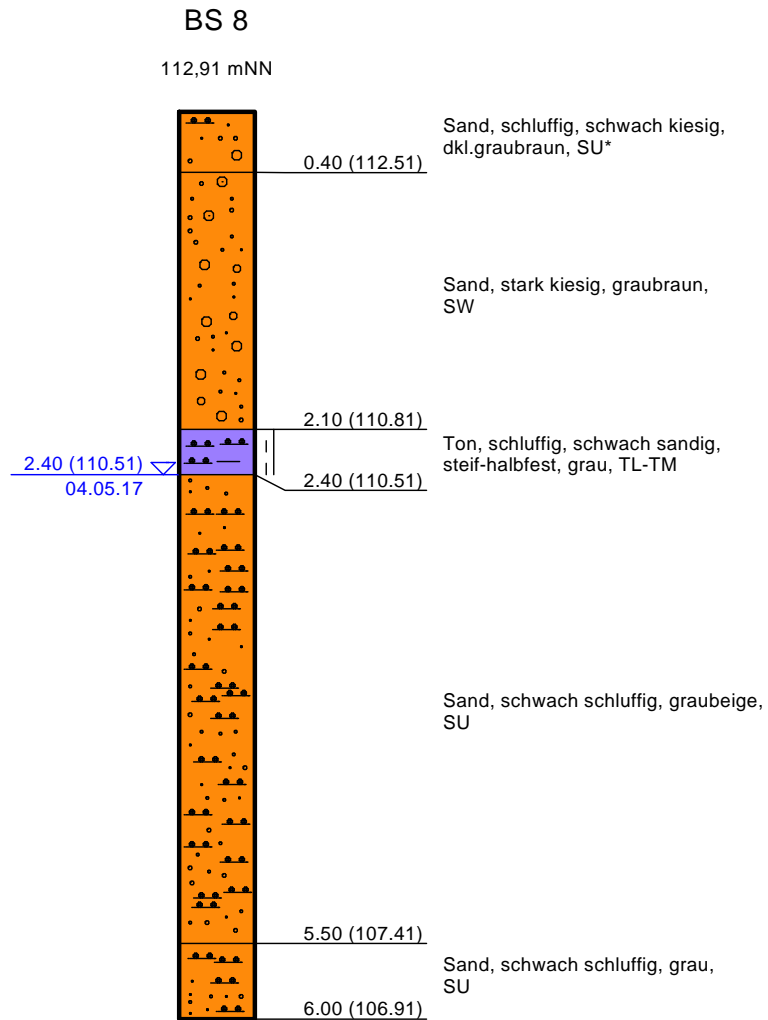 BS 8
112,91 mNN
Sand, schluffig, schwach kiesig,
dkl.graubraun, SU*
0.40 (112.51)
Sand, stark kiesig, graubraun,
SW
2.10 (110.81)
Ton, schluffig, schwach sandig,
steif-halbfest, grau, TL-TM
2.40 (110.51)
04.05.17
2.40 (110.51)
Sand, schwach schluffig, graubeige,
SU
5.50 (107.41)
Sand, schwach schluffig, grau,
SU
6.00 (106.91)